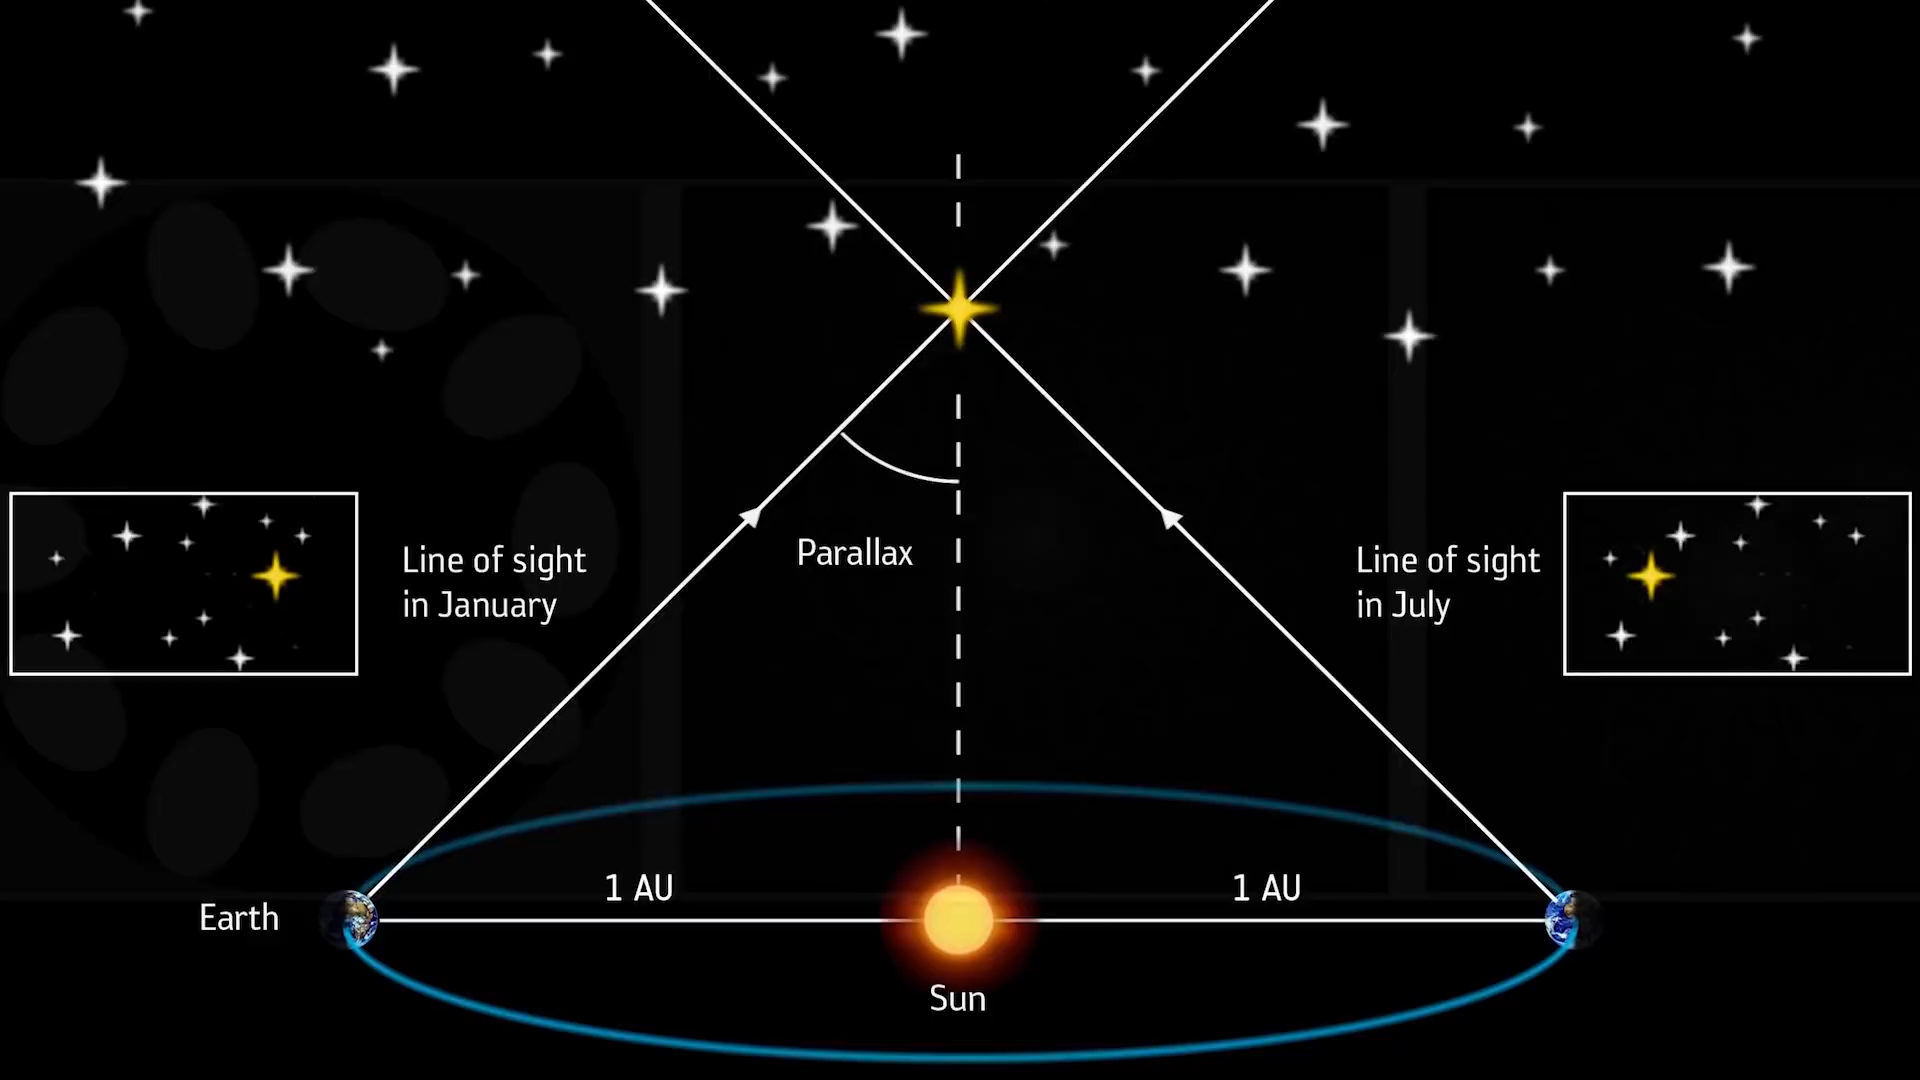 Parallax
Line of sight
in January
Line of sight
in July
1 AU
1 AU
Earth
Sun